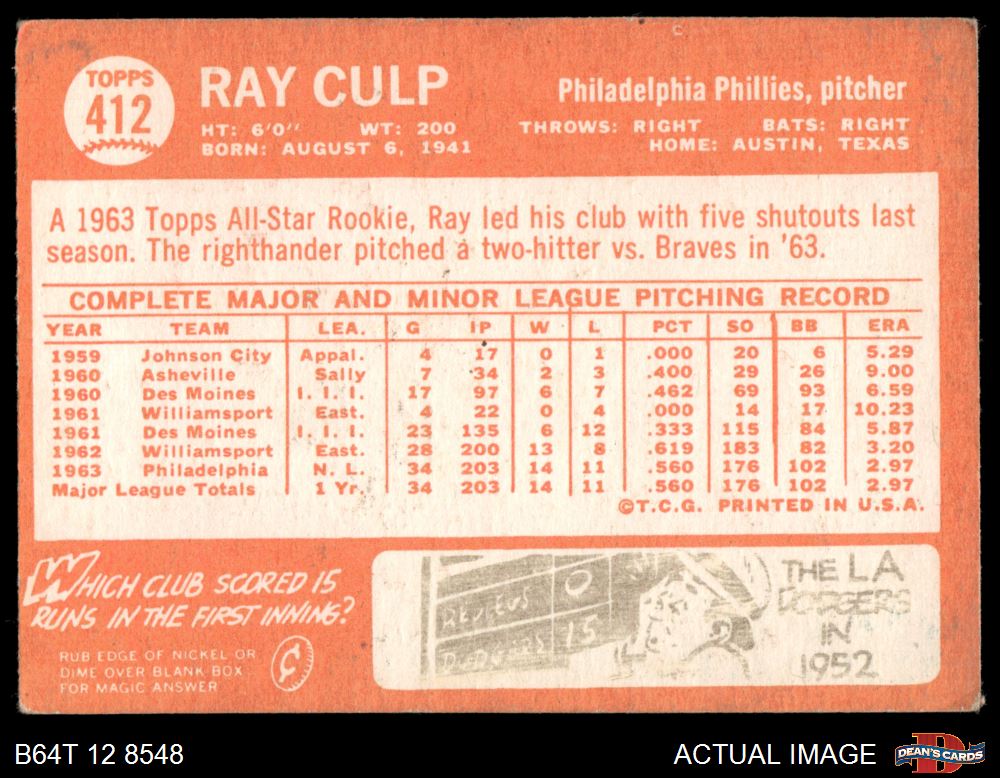 TOPPS
412
RAY CULP
Philadelphia Phillies, pitcher
HT: 6'0" WT: 200
THROWS: RIGHT BATS: RIGHT
BORN: AUGUST 6, 1941
HOME: AUSTIN, TEXAS
A 1963 Topps All-Star Rookie, Ray led his club with five shutouts last
season. The righthander pitched a two-hitter vs. Braves in '63.
COMPLETE MAJOR AND MINOR LEAGUE PITCHING RECORD
YEAR TEAM LEA. G IP W L PCT SO BB ERA
1959 Johnson City Appal. 4 17 0 1 .000 20 6 5.29
1960 Asheville Sally 7 34 2 3 .400 29 26 9.00
1960 Des Moines I. I. I. 17 97 6 7 .462 69 93 6.59
1961 Williamsport East. 4 22 0 4 .000 14 17 10.23
1961 Des Moines I. I. I. 23 135 6 12 .333 115 84 5.87
1962 Williamsport East. 28 200 13 8 .619 183 82 3.20
1963 Philadelphia N. L. 34 203 14 11 .560 176 102 2.97
Major League Totals 1 Yr. 34 203 14 11 .560 176 102 2.97
©T.C.G. PRINTED IN U.S.A.
WHICH CLUB SCORED 15
RUNS IN THE FIRST INNING?
RUB EDGE OF NICKEL OR
DIME OVER BLANK BOX
FOR MAGIC ANSWER
0
DODGERS 15
THE LA
DODGERS
IN
1952
B64T 12 8548
ACTUAL IMAGE
D
DEAN'S CARDS